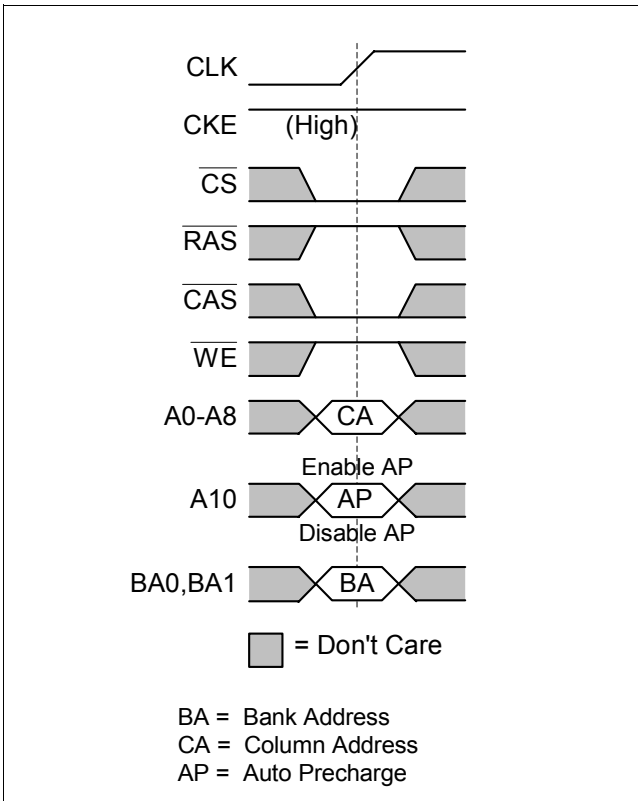 CLK
CKE (High)
CS
RAS
CAS
WE
A0-A8 CA
Enable AP
A10 AP
Disable AP
BA0,BA1 BA
= Don't Care
BA = Bank Address
CA = Column Address
AP = Auto Precharge